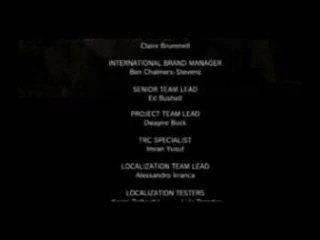 Claire Brummell
INTERNATIONAL BRAND MANAGER
Ben Chalmers-Stevens
SENIOR TEAM LEAD
Ed Bushell
PROJECT TEAM LEAD
Dwayne Buck
TRC SPECIALIST
Imran Yusuf
LOCALIZATION TEAM LEAD
Alessandro Irranca
LOCALIZATION TESTERS